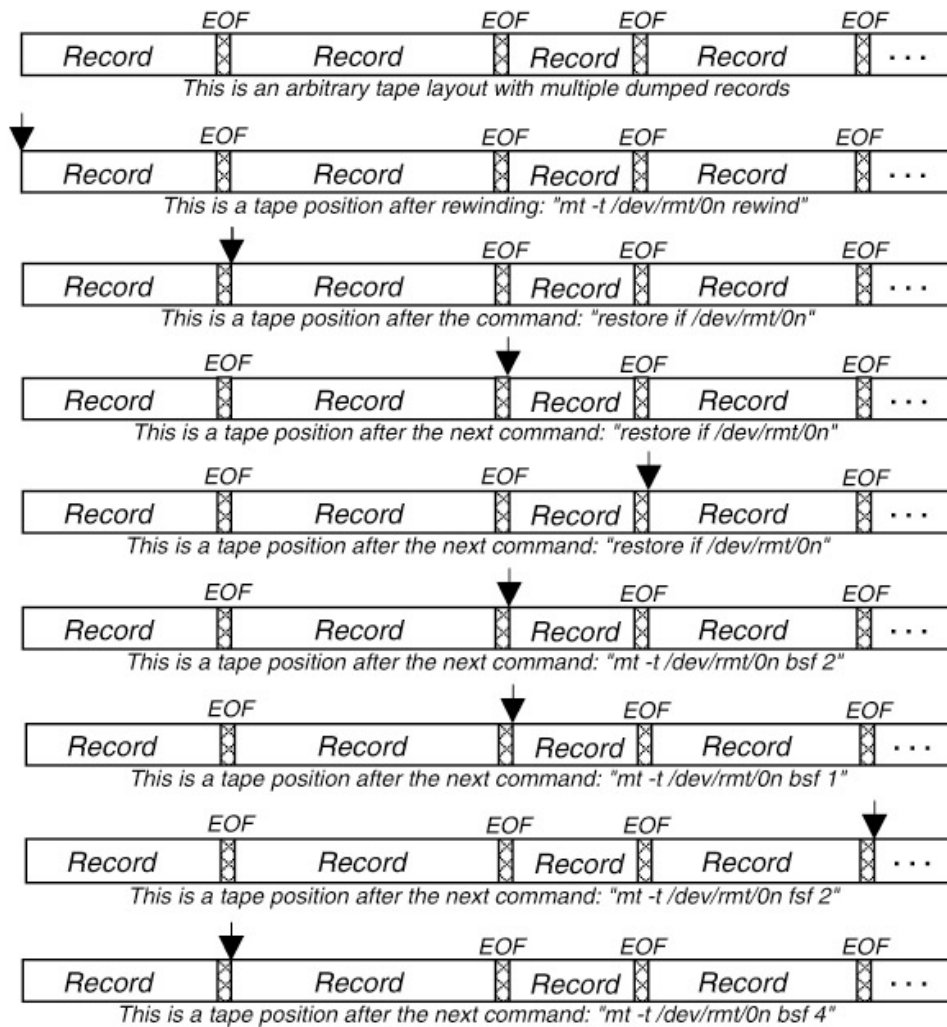 EOF EOF EOF EOF
Record Record Record Record ...
This is an arbitrary tape layout with multiple dumped records
EOF EOF EOF EOF
Record Record Record Record ...
This is a tape position after rewinding: "mt -t /dev/rmt/0n rewind"
EOF EOF EOF
Record Record Record Record ...
This is a tape position after the command: "restore if /dev/rmt/0n"
EOF EOF EOF
Record Record Record Record ...
This is a tape position after the next command: "restore if /dev/rmt/0n"
EOF EOF EOF
Record Record Record Record ...
This is a tape position after the next command: "restore if /dev/rmt/0n"
EOF EOF EOF
Record Record Record Record ...
This is a tape position after the next command: "mt -t /dev/rmt/0n bsf 2"
EOF EOF EOF
Record Record Record Record ...
This is a tape position after the next command: "mt -t /dev/rmt/0n bsf 1"
EOF EOF EOF
Record Record Record Record ...
This is a tape position after the next command: "mt -t /dev/rmt/0n fsf 2"
EOF EOF EOF
Record Record Record Record ...
This is a tape position after the next command: "mt -t /dev/rmt/0n bsf 4"